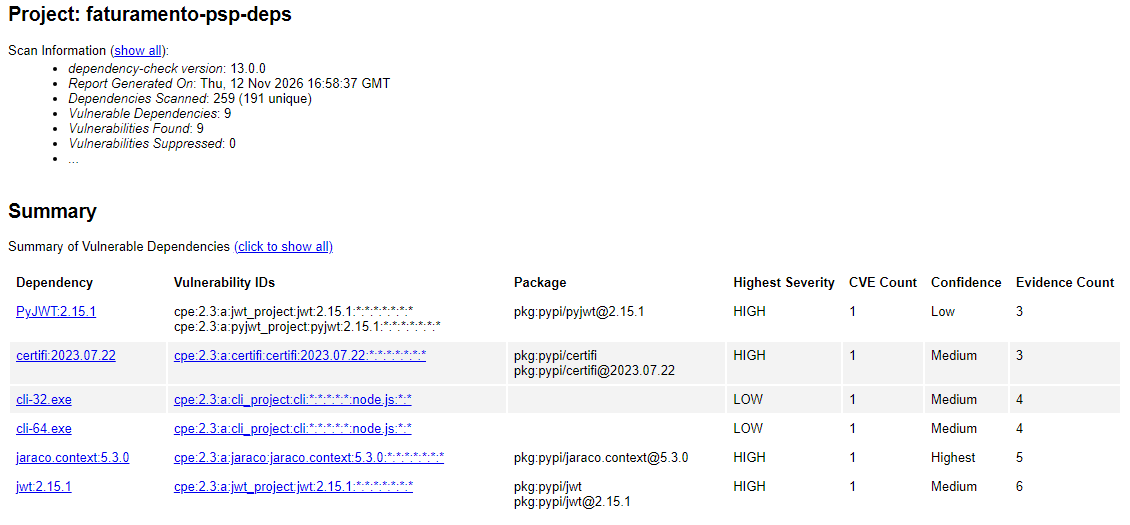 Project: faturamento-psp-deps
Scan Information (show all):
• dependency-check version: 13.0.0
• Report Generated On: Thu, 12 Nov 2026 16:58:37 GMT
• Dependencies Scanned: 259 (191 unique)
• Vulnerable Dependencies: 9
• Vulnerabilities Found: 9
• Vulnerabilities Suppressed: 0
• ...
Summary
Summary of Vulnerable Dependencies (click to show all)
Dependency Vulnerability IDs Package Highest Severity CVE Count Confidence Evidence Count
PyJWT:2.15.1 cpe:2.3:a:jwt_project:jwt:2.15.1:*:*:*:*:*:*:* pkg:pypi/pyjwt@2.15.1 HIGH 1 Low 3
cpe:2.3:a:pyjwt_project:pyjwt:2.15.1:*:*:*:*:*:*:*
certifi:2023.07.22 cpe:2.3:a:certifi:certifi:2023.07.22:*:*:*:*:*:*:* pkg:pypi/certifi HIGH 1 Medium 3
pkg:pypi/certifi@2023.07.22
cli-32.exe cpe:2.3:a:cli_project:cli:*:*:*:*:*:node.js:*:* LOW 1 Medium 4
cli-64.exe cpe:2.3:a:cli_project:cli:*:*:*:*:*:node.js:*:* LOW 1 Medium 4
jaraco.context:5.3.0 cpe:2.3:a:jaraco:jaraco.context:5.3.0:*:*:*:*:*:*:* pkg:pypi/jaraco.context@5.3.0 HIGH 1 Highest 5
jwt:2.15.1 cpe:2.3:a:jwt_project:jwt:2.15.1:*:*:*:*:*:*:* pkg:pypi/jwt HIGH 1 Medium 6
pkg:pypi/jwt@2.15.1